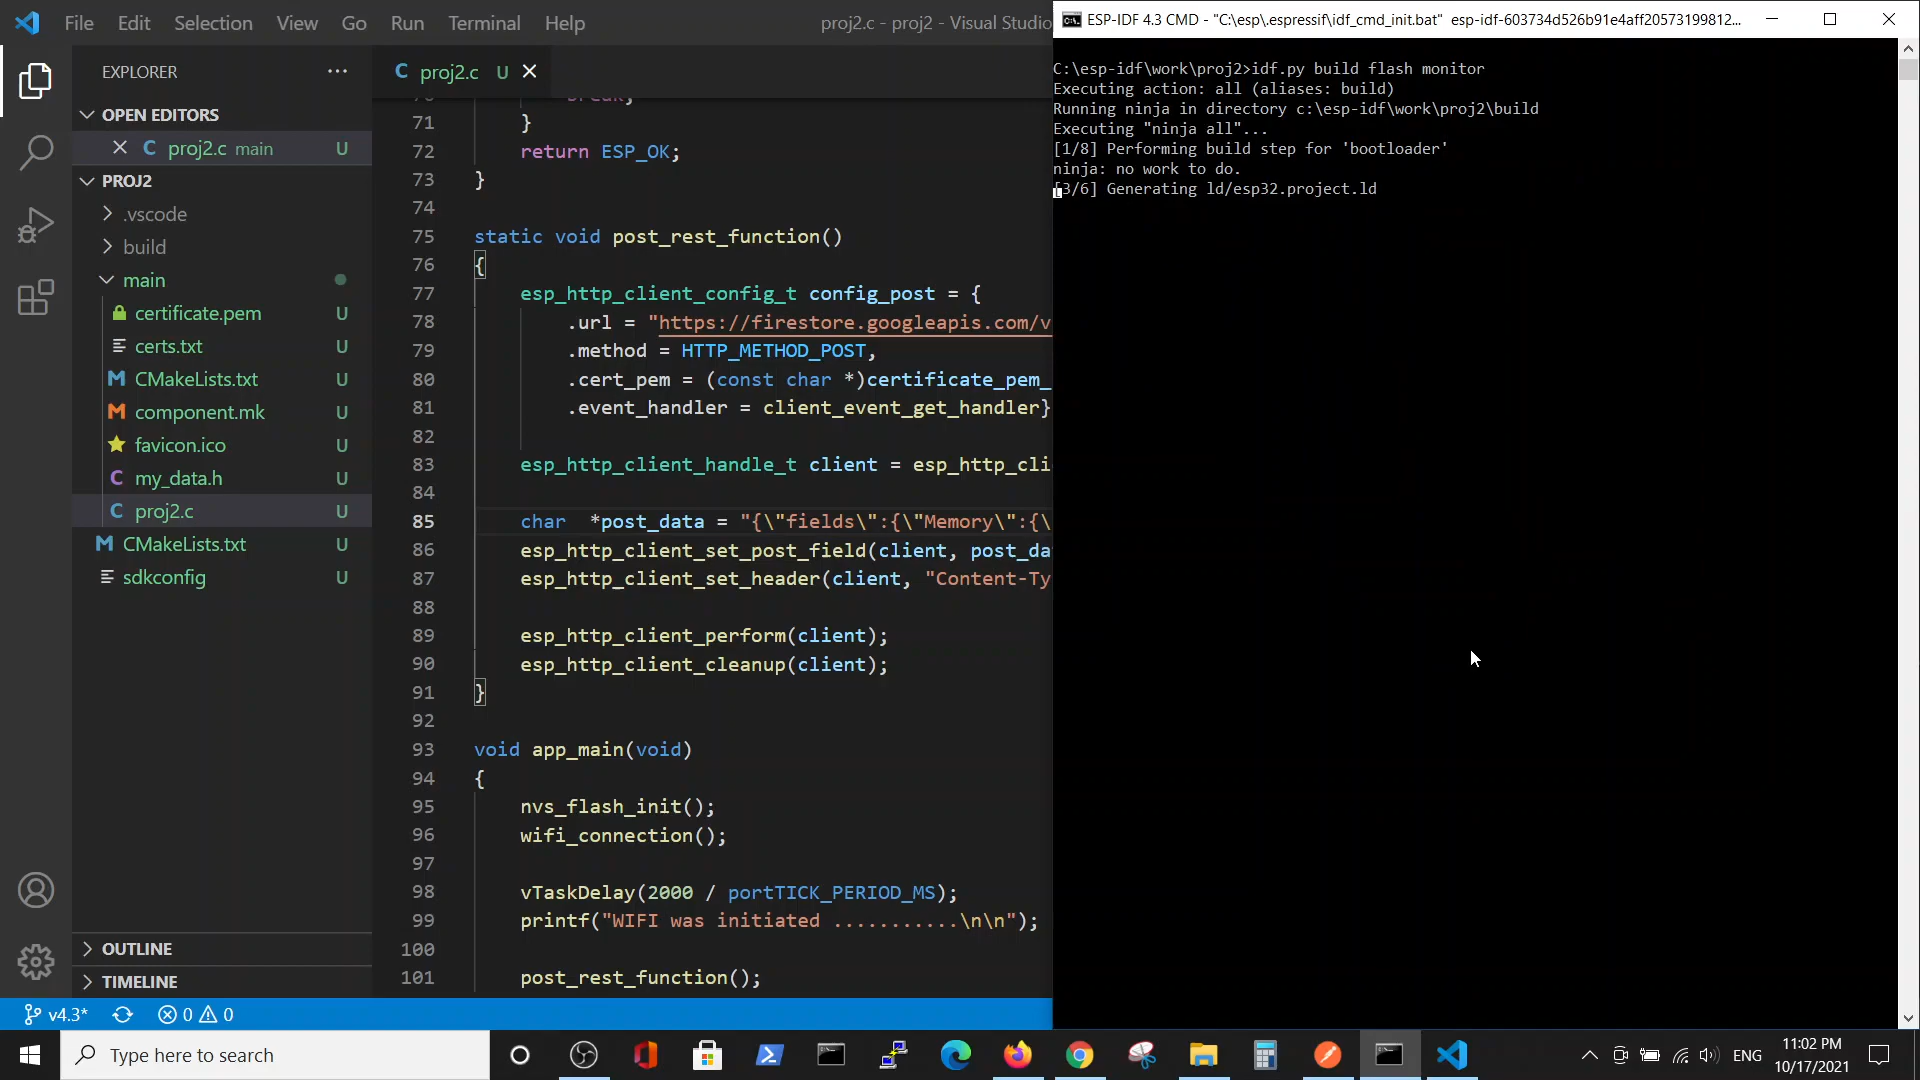 File Edit Selection View Go Run Terminal Help
proj2.c - proj2 - Visual Studio
EXPLORER
OPEN EDITORS
proj2.c main U
PROJ2
.vscode
build
main
certificate.pem U
certs.txt U
CMakeLists.txt U
component.mk U
favicon.ico U
my_data.h U
proj2.c U
CMakeLists.txt U
sdkconfig U
OUTLINE
TIMELINE
proj2.c U
71 }
72 return ESP_OK;
73 }
74
75 static void post_rest_function()
76 {
77 esp_http_client_config_t config_post = {
78 .url = "https://firestore.googleapis.com/v
79 .method = HTTP_METHOD_POST,
80 .cert_pem = (const char *)certificate_pem_
81 .event_handler = client_event_get_handler}
82
83 esp_http_client_handle_t client = esp_http_cli
84
85 char *post_data = "{\"fields\":{\"Memory\":{\
86 esp_http_client_set_post_field(client, post_da
87 esp_http_client_set_header(client, "Content-Ty
88
89 esp_http_client_perform(client);
90 esp_http_client_cleanup(client);
91 }
92
93 void app_main(void)
94 {
95 nvs_flash_init();
96 wifi_connection();
97
98 vTaskDelay(2000 / portTICK_PERIOD_MS);
99 printf("WIFI was initiated ...........\n\n");
100
101 post_rest_function();
ESP-IDF 4.3 CMD - "C:\esp\.espressif\idf_cmd_init.bat" esp-idf-603734d526b91e4aff20573199812...
C:\esp-idf\work\proj2>idf.py build flash monitor
Executing action: all (aliases: build)
Running ninja in directory c:\esp-idf\work\proj2\build
Executing "ninja all"...
[1/8] Performing build step for 'bootloader'
ninja: no work to do.
[3/6] Generating ld/esp32.project.ld
v4.3* 0 0
Type here to search
ENG
11:02 PM
10/17/2021